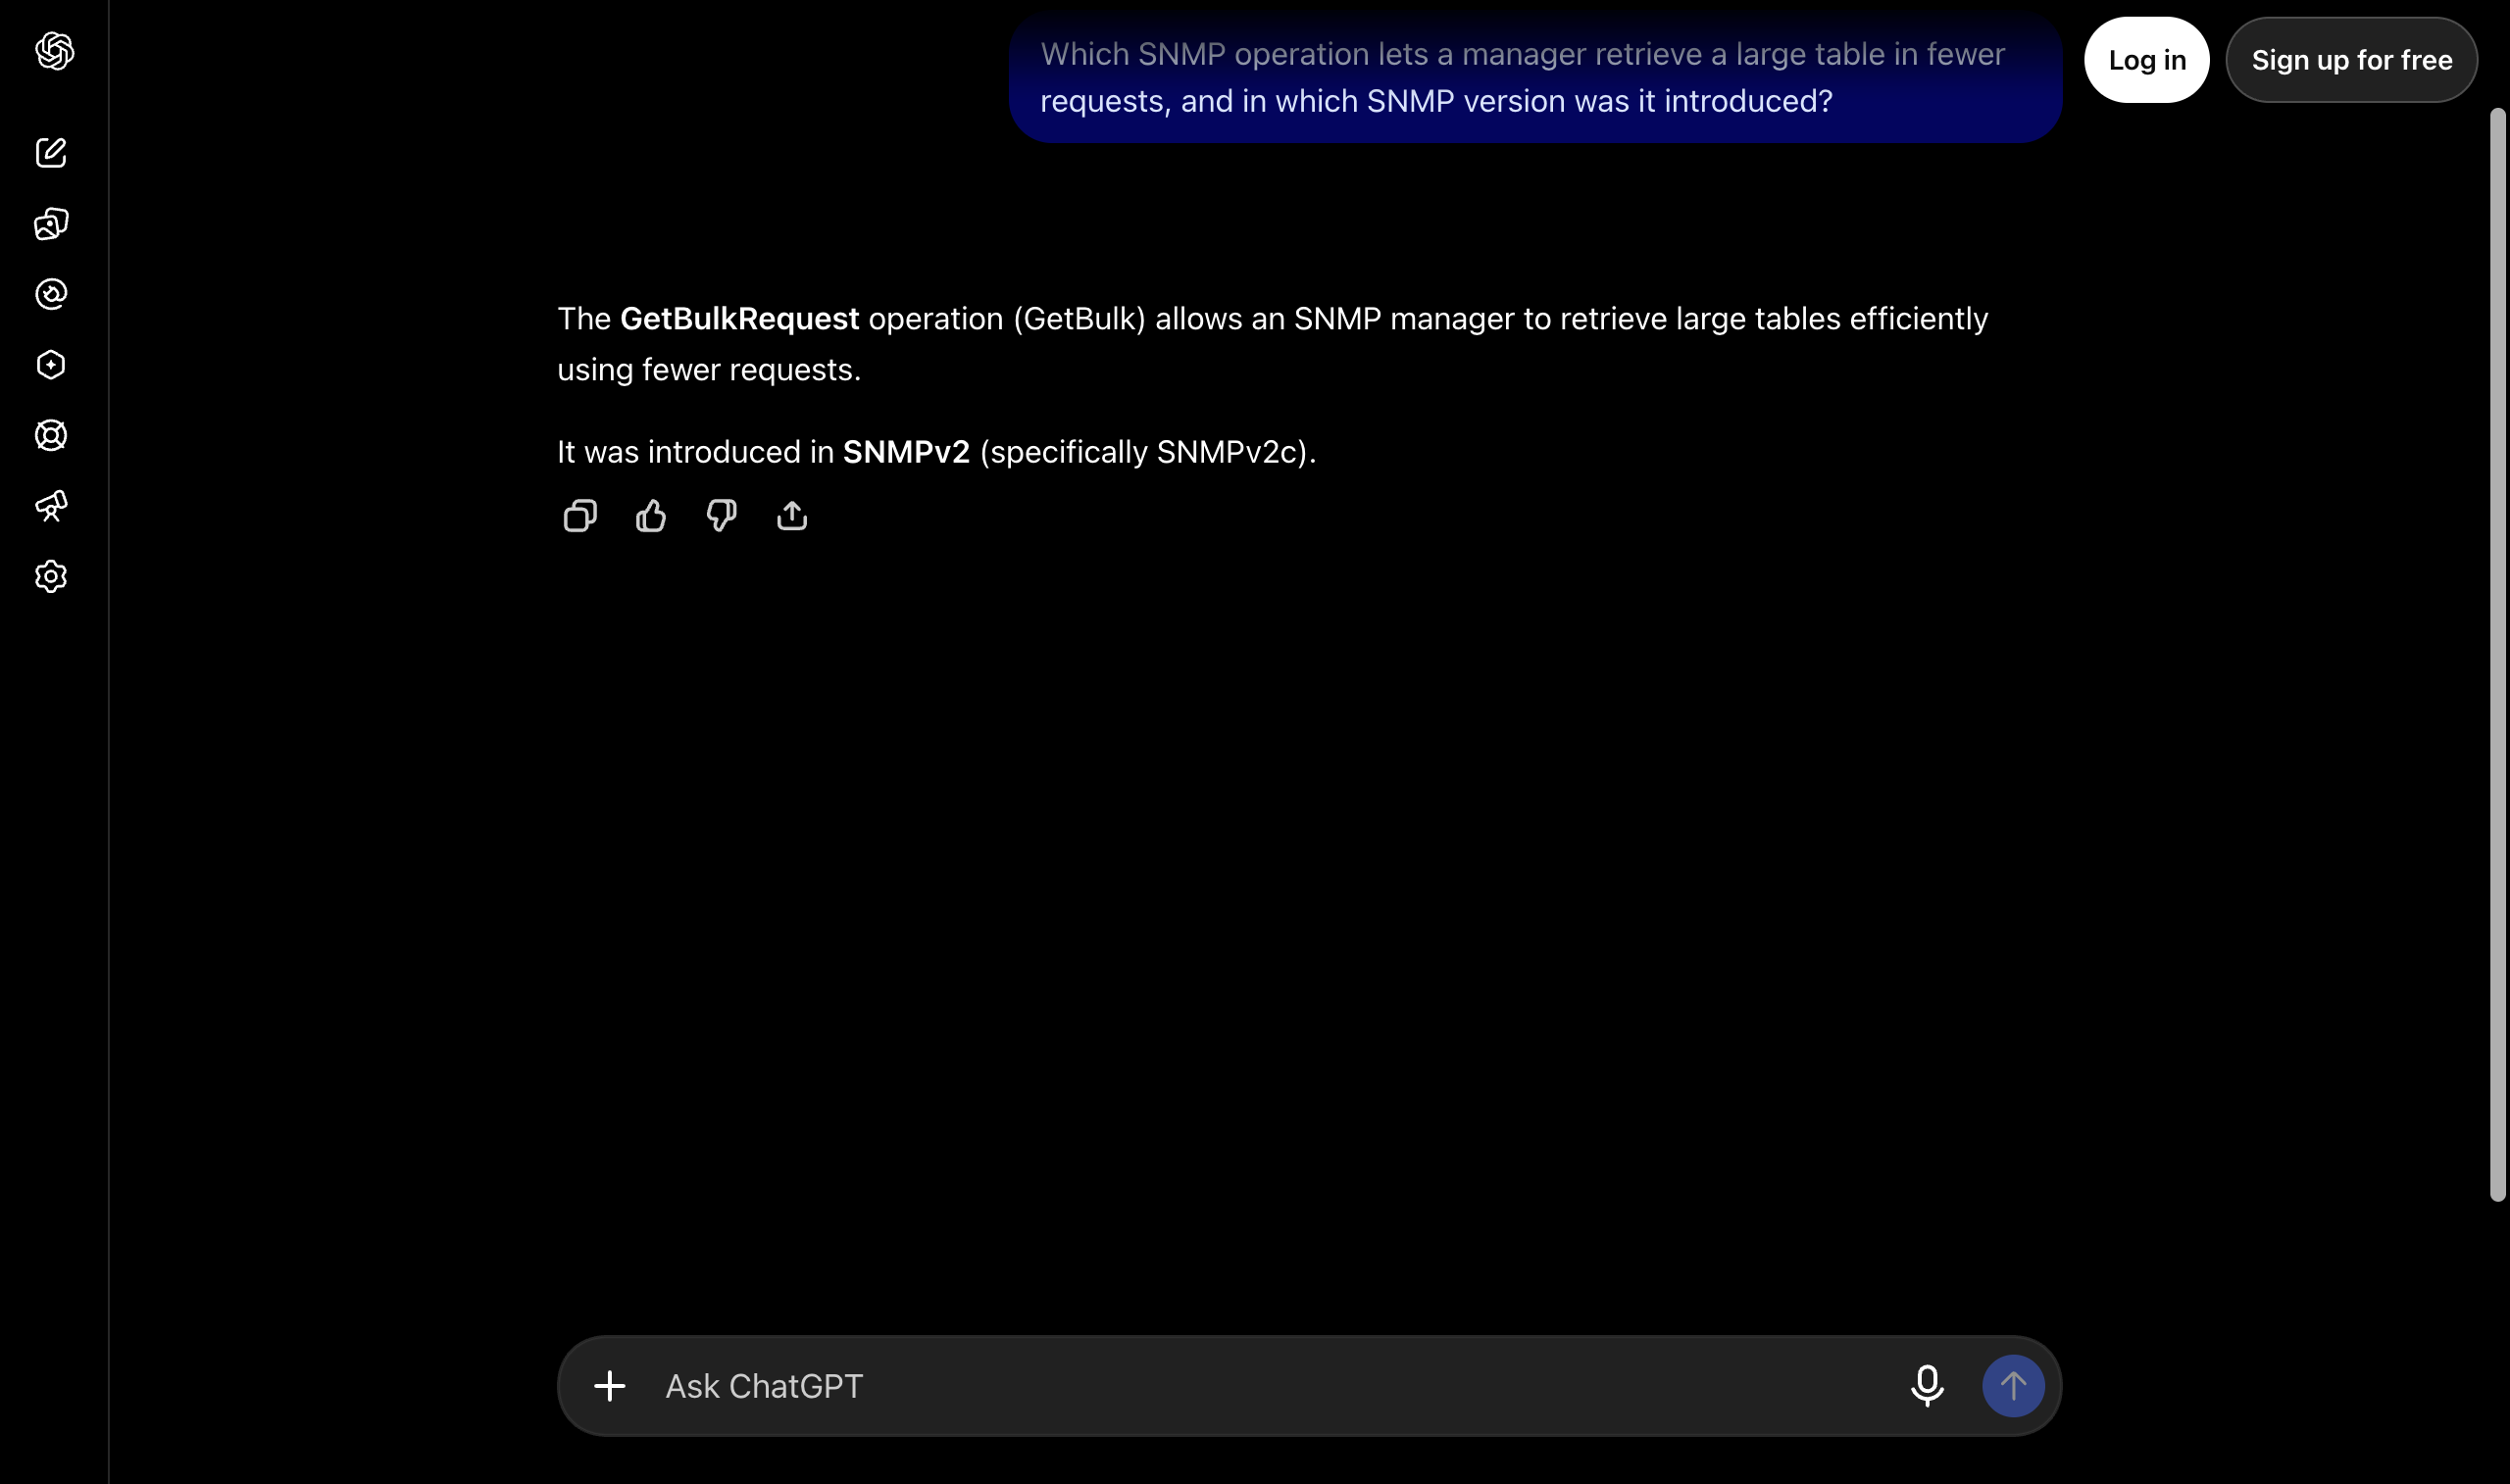 Which SNMP operation lets a manager retrieve a large table in fewer
requests, and in which SNMP version was it introduced?
Log in
Sign up for free
The GetBulkRequest operation (GetBulk) allows an SNMP manager to retrieve large tables efficiently
using fewer requests.
It was introduced in SNMPv2 (specifically SNMPv2c).
Ask ChatGPT